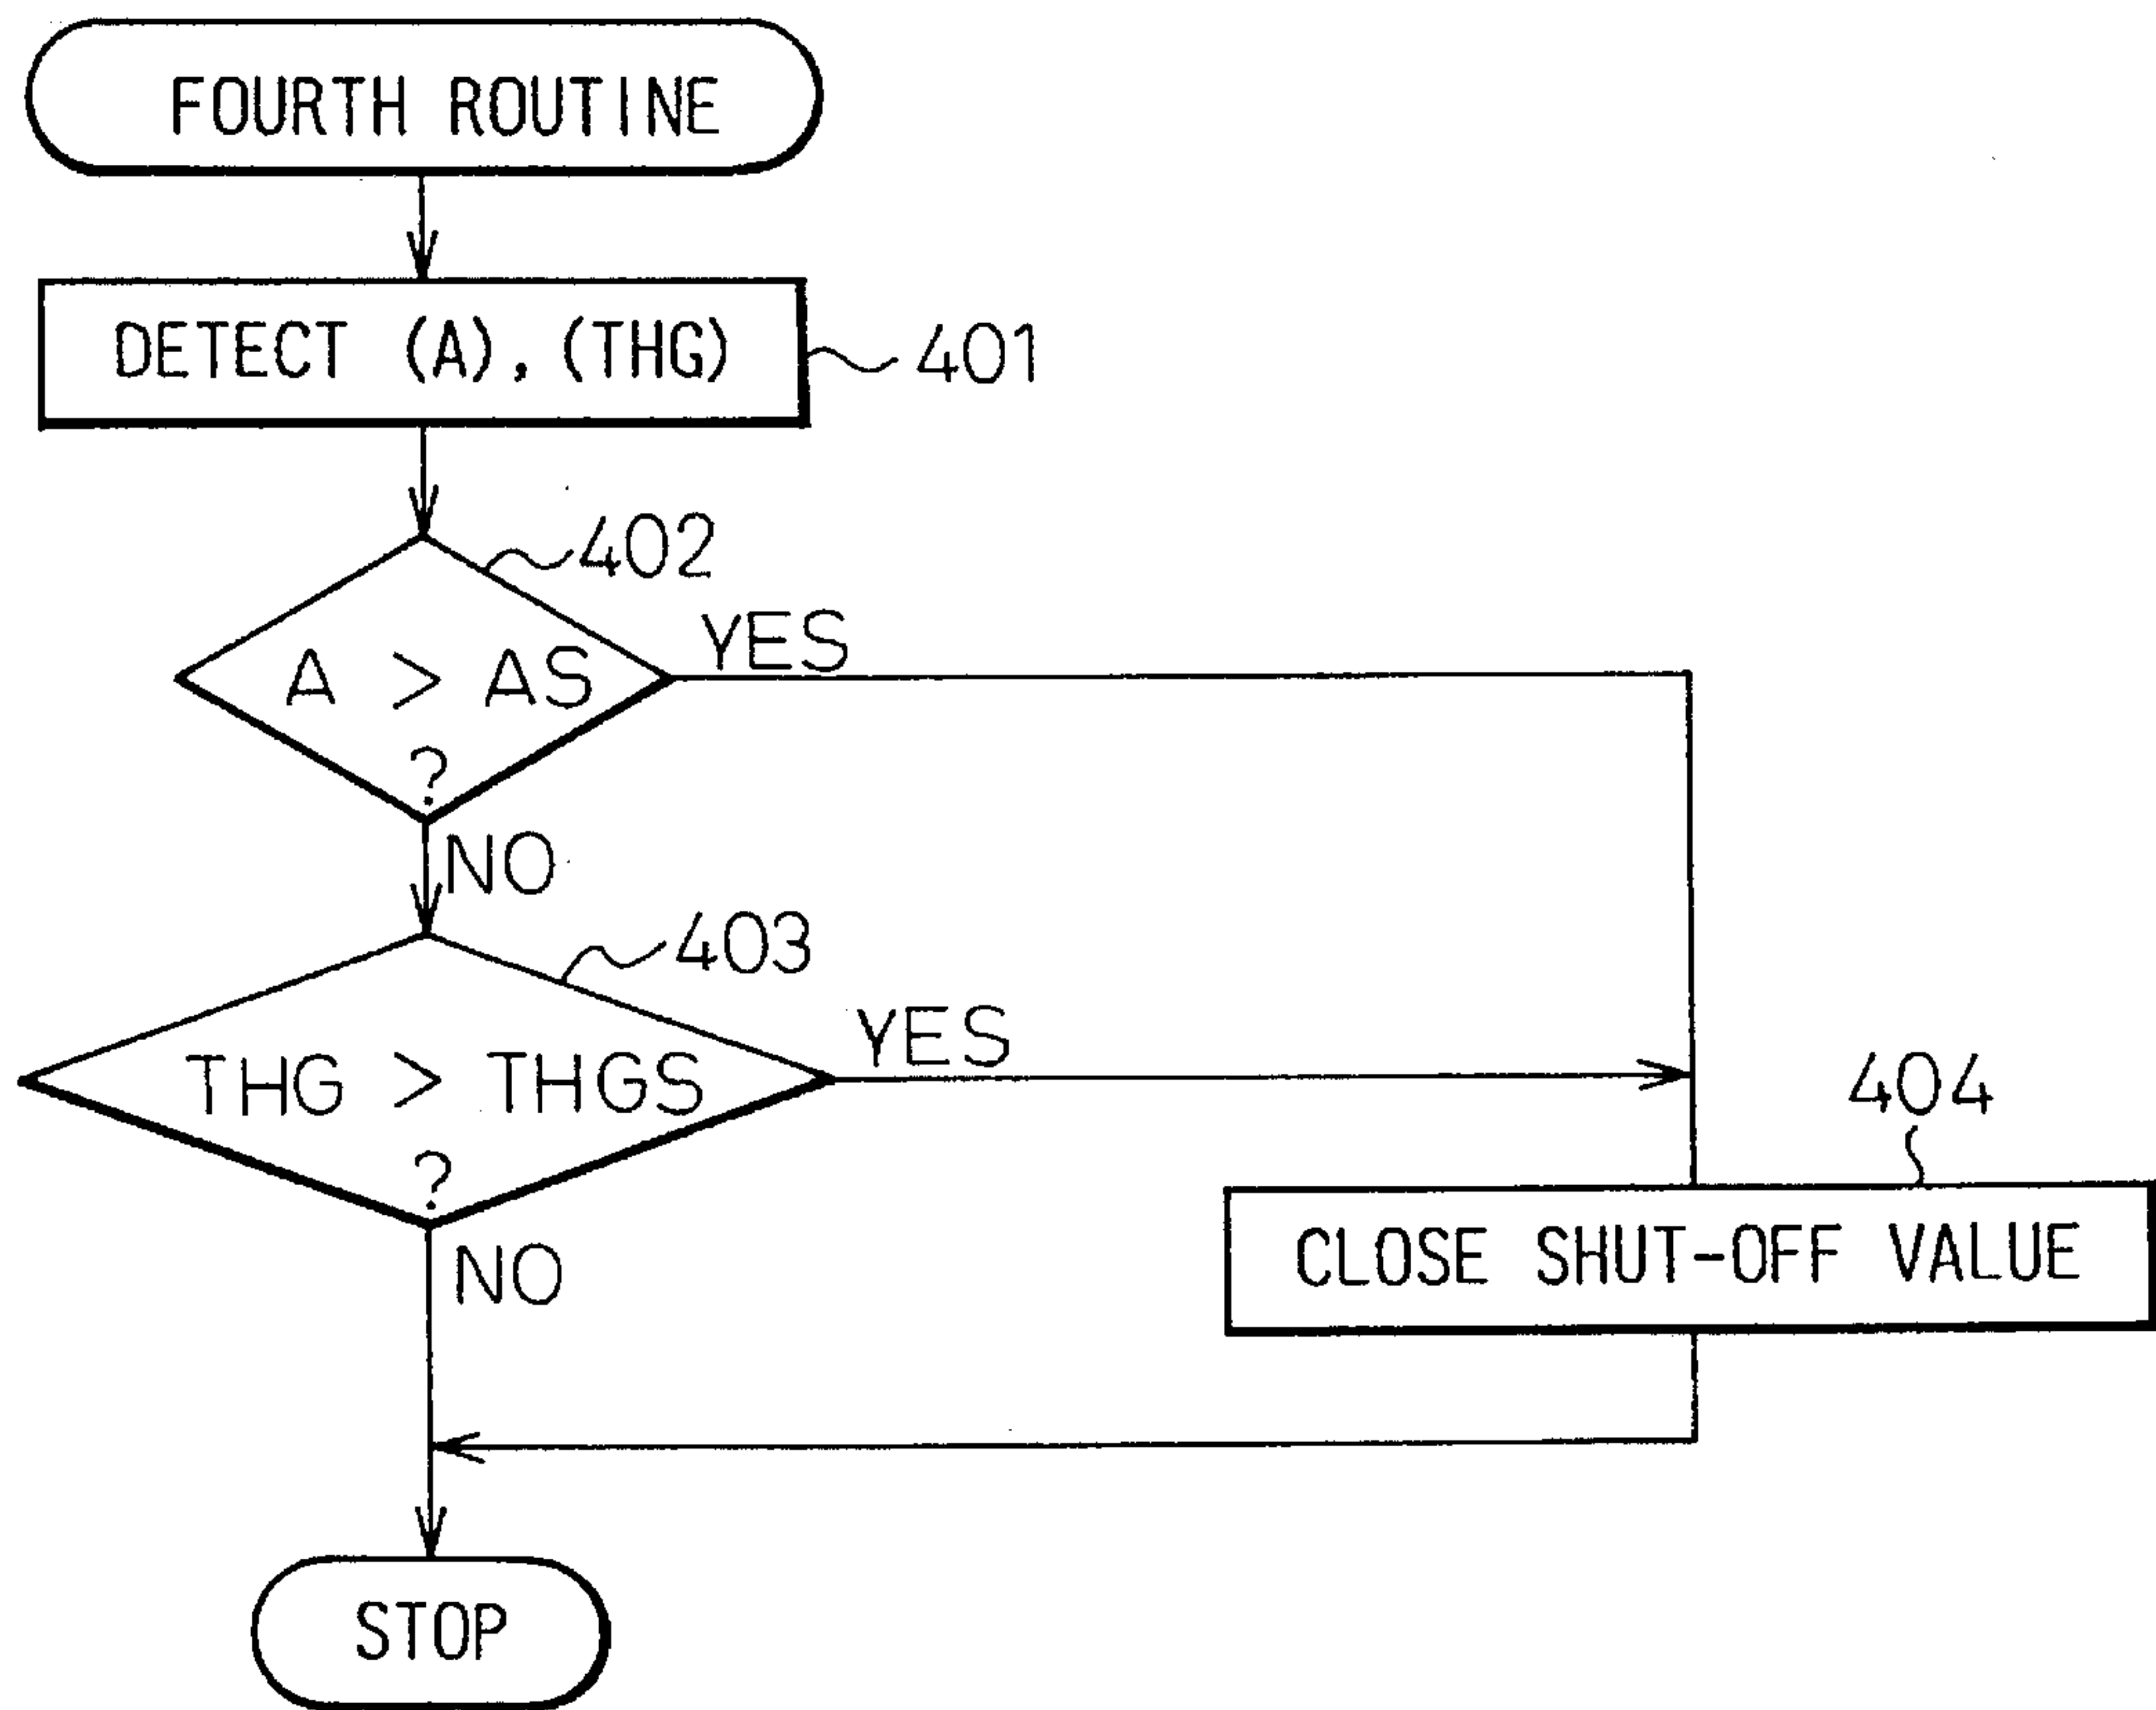 FOURTH ROUTINE
DETECT (A), (THG)
401
402
A > AS
?
YES
NO
403
THG > THGS
?
YES
NO
404
CLOSE SHUT-OFF VALUE
STOP